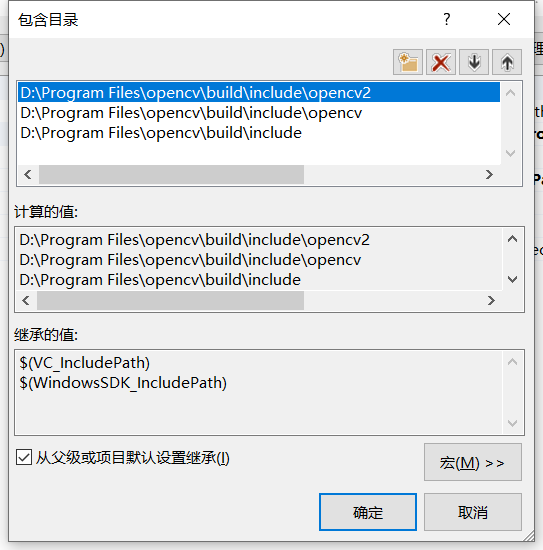 包含目录
D:\Program Files\opencv\build\include\opencv2
D:\Program Files\opencv\build\include\opencv
D:\Program Files\opencv\build\include
计算的值:
D:\Program Files\opencv\build\include\opencv2
D:\Program Files\opencv\build\include\opencv
D:\Program Files\opencv\build\include
继承的值:
$(VC_IncludePath)
$(WindowsSDK_IncludePath)
从父级或项目默认设置继承(I)
宏(M) >>
确定
取消